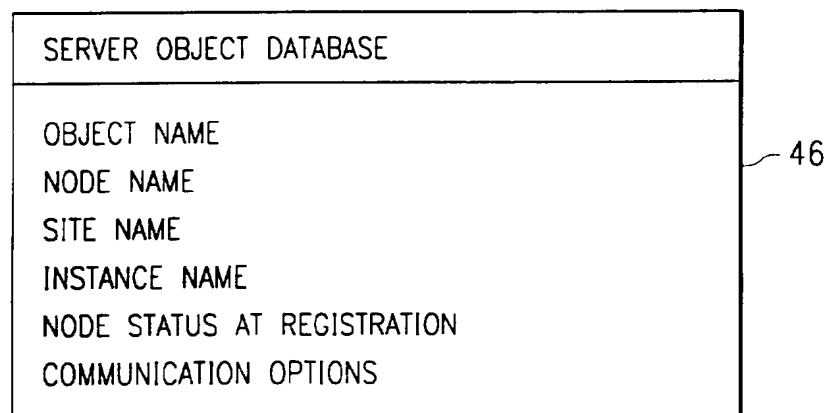 SERVER OBJECT DATABASE
OBJECT NAME
NODE NAME
SITE NAME
INSTANCE NAME
NODE STATUS AT REGISTRATION
COMMUNICATION OPTIONS
46